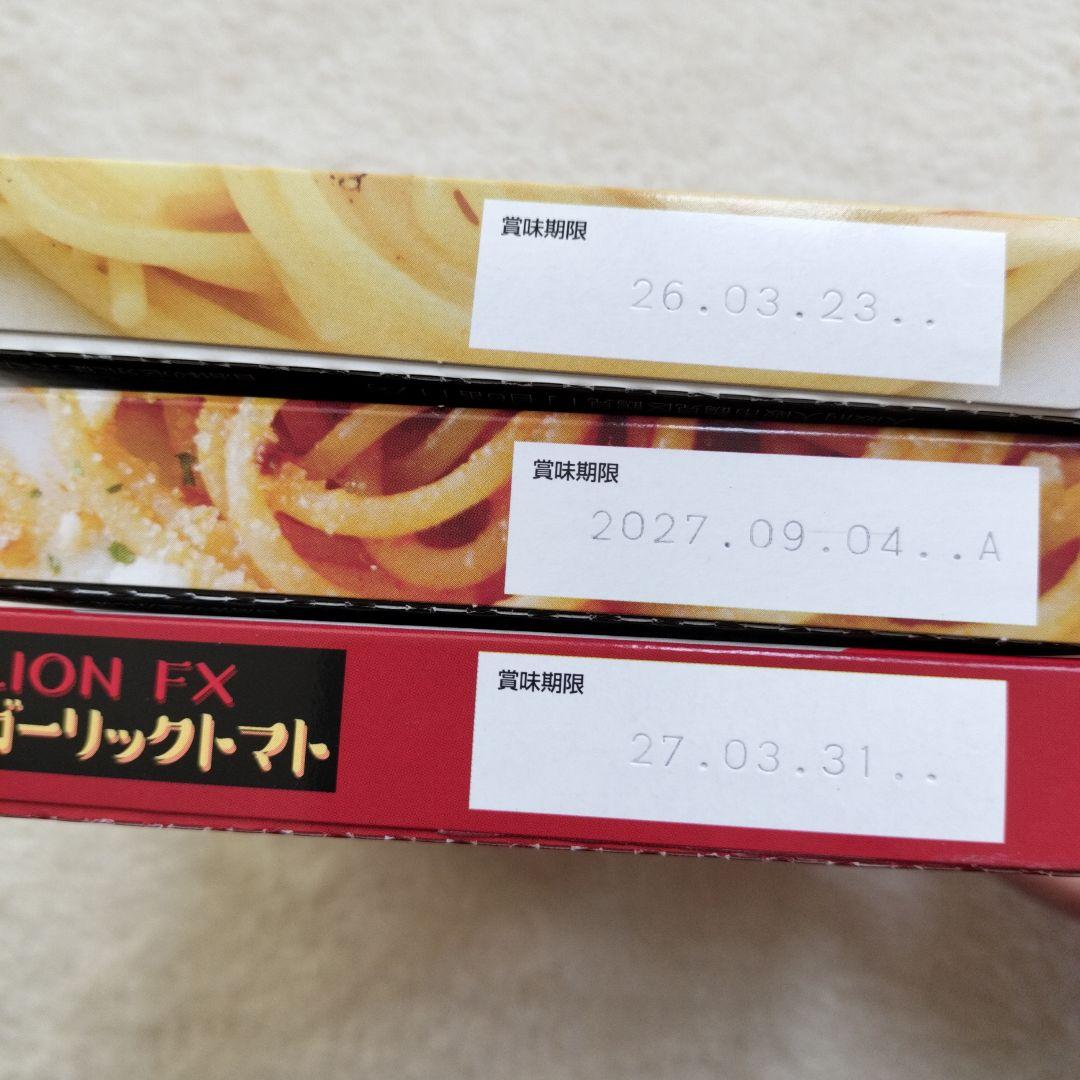 賞味期限
26.03.23..
賞味期限
2027.09.04..A
LION FX
ガーリックトマト
賞味期限
27.03.31..